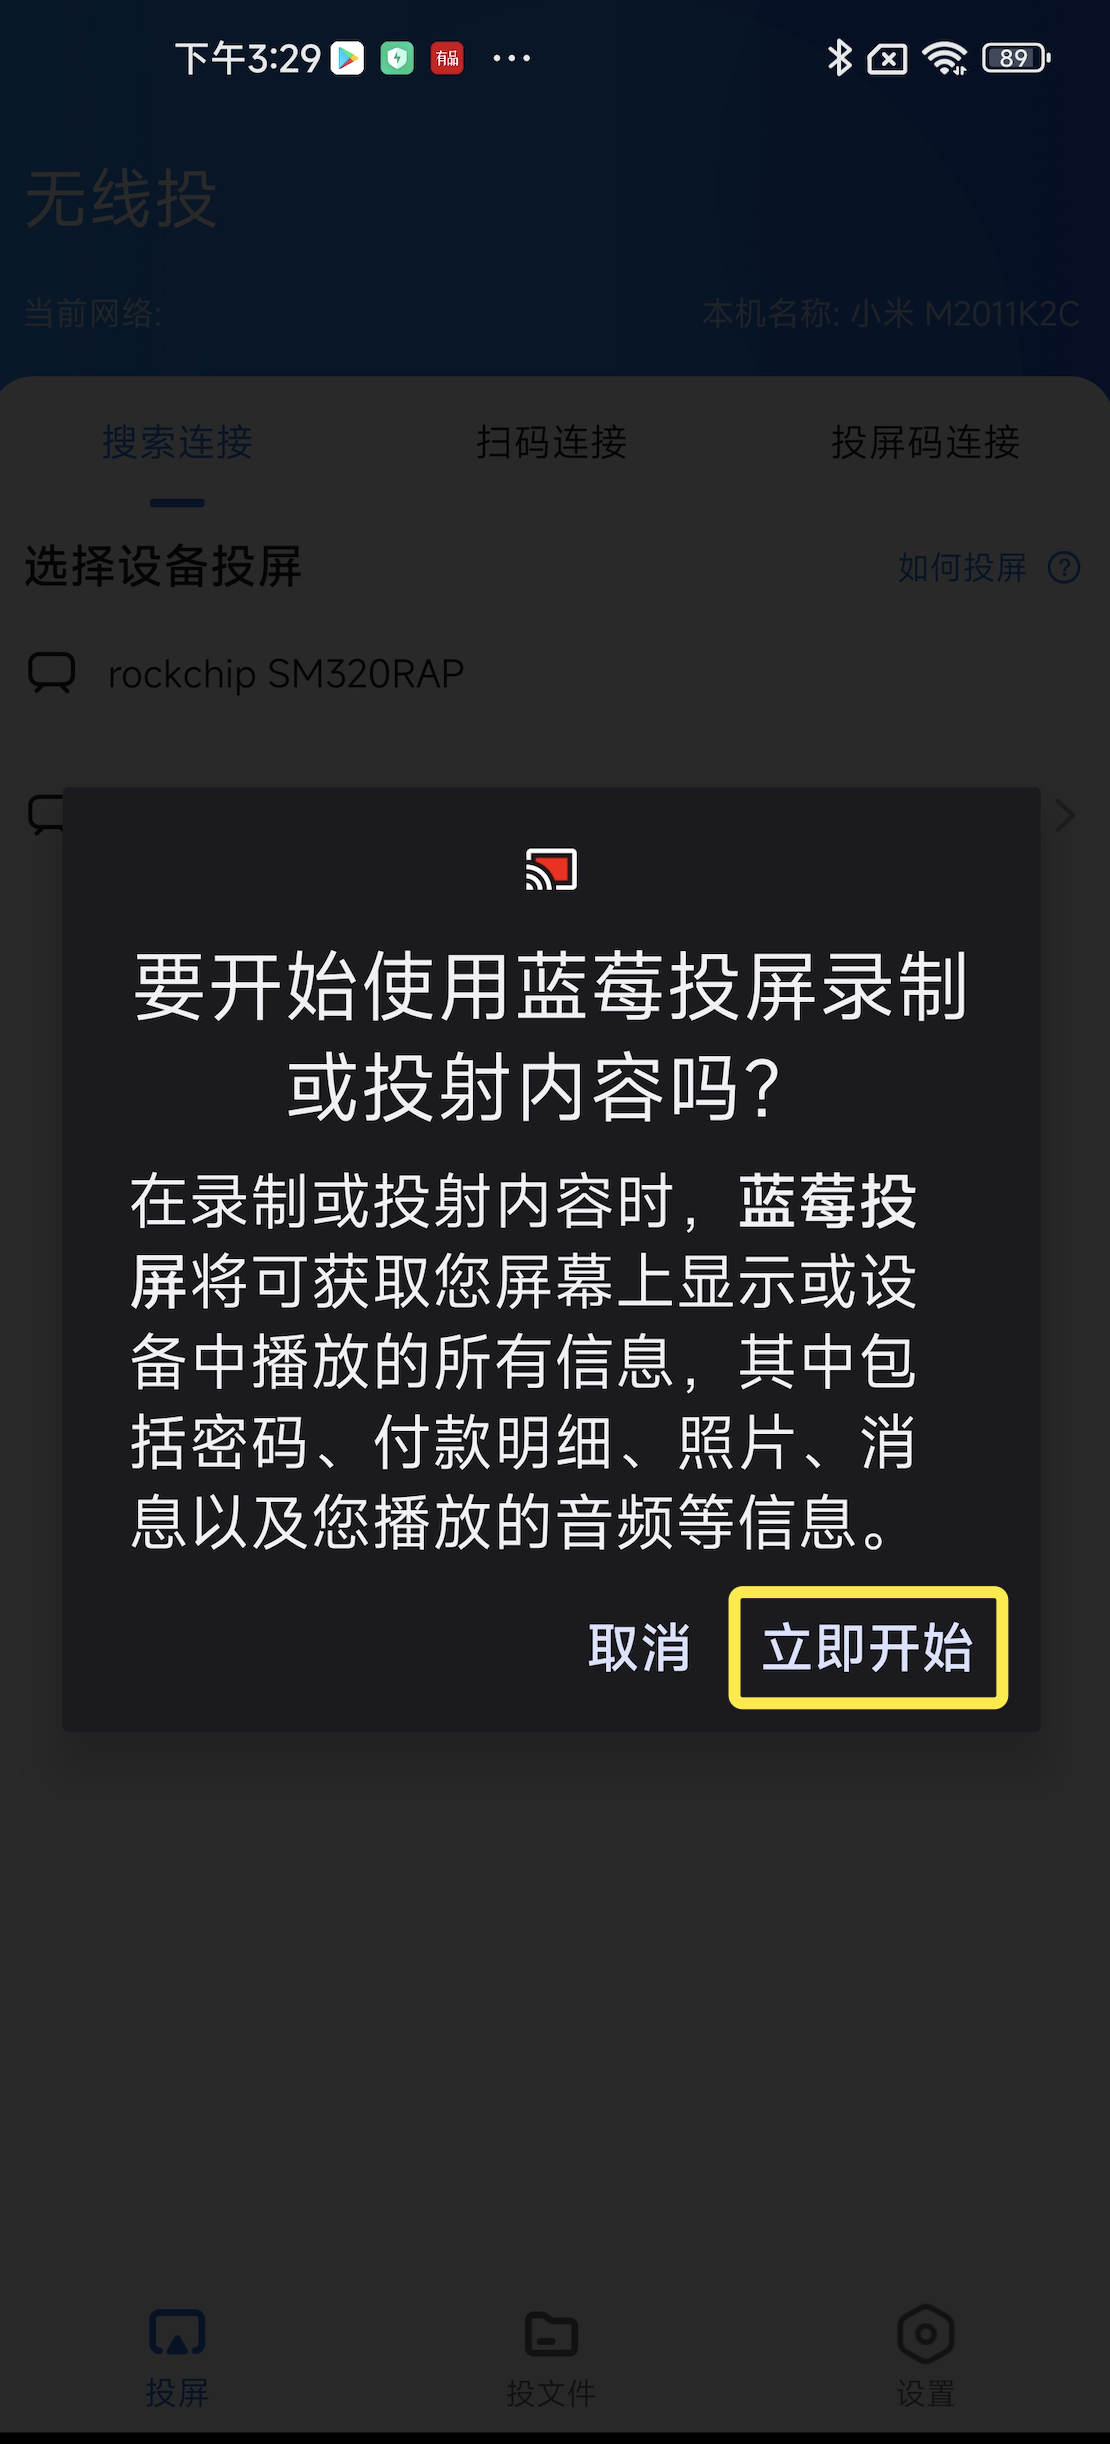 下午3:29 有品 ... 89
无线投
当前网络: 本机名称: 小米 M2011K2C
搜索连接 扫码连接 投屏码连接
选择设备投屏 如何投屏 ?
rockchip SM320RAP
要开始使用蓝莓投屏录制
或投射内容吗？
在录制或投射内容时，蓝莓投
屏将可获取您屏幕上显示或设
备中播放的所有信息，其中包
括密码、付款明细、照片、消
息以及您播放的音频等信息。
取消 立即开始
投屏 投文件 设置